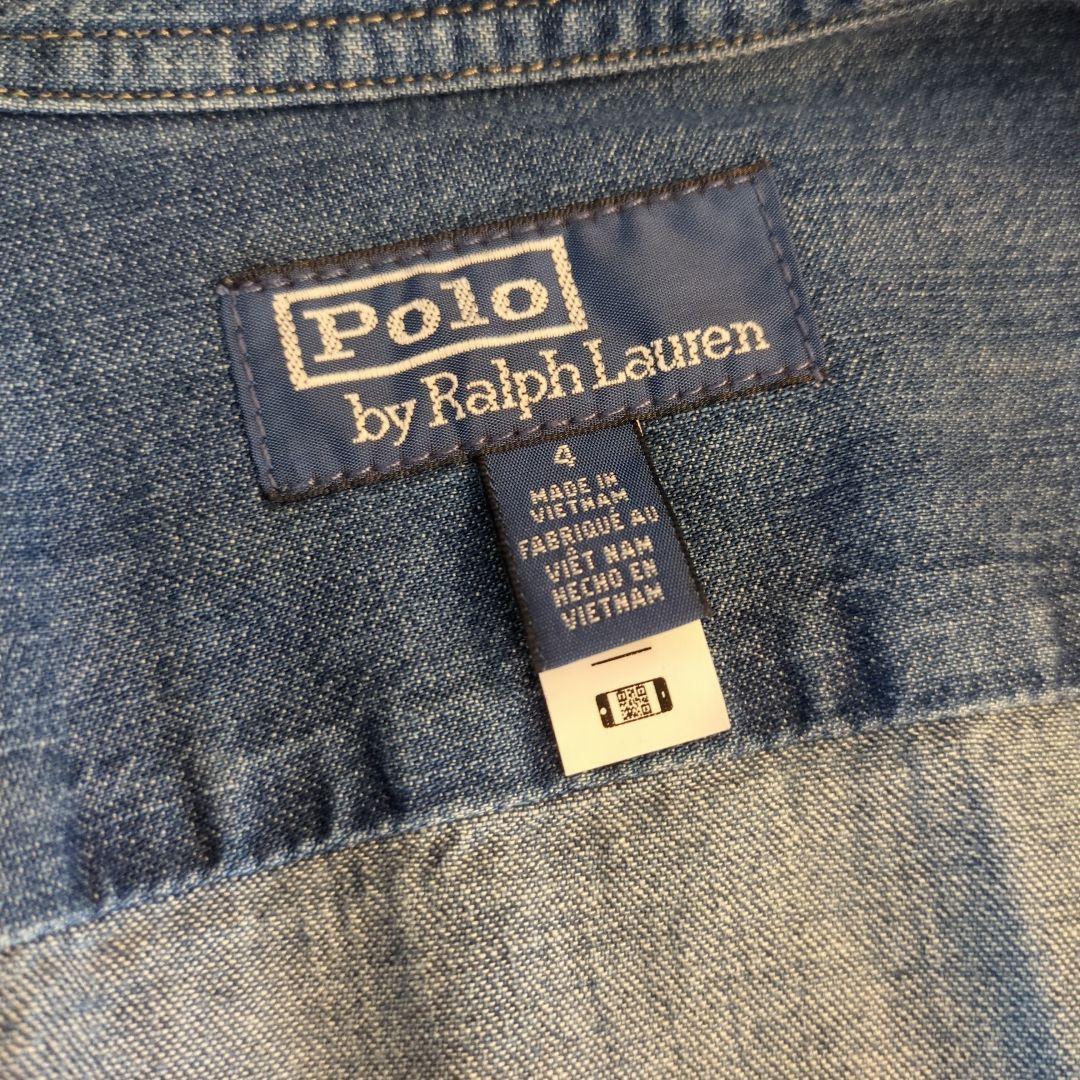 Polo
by Ralph Lauren
4
MADE IN
VIETNAM
FABRIQUÉ AU
VIÊT NAM
HECHO EN
VIETNAM